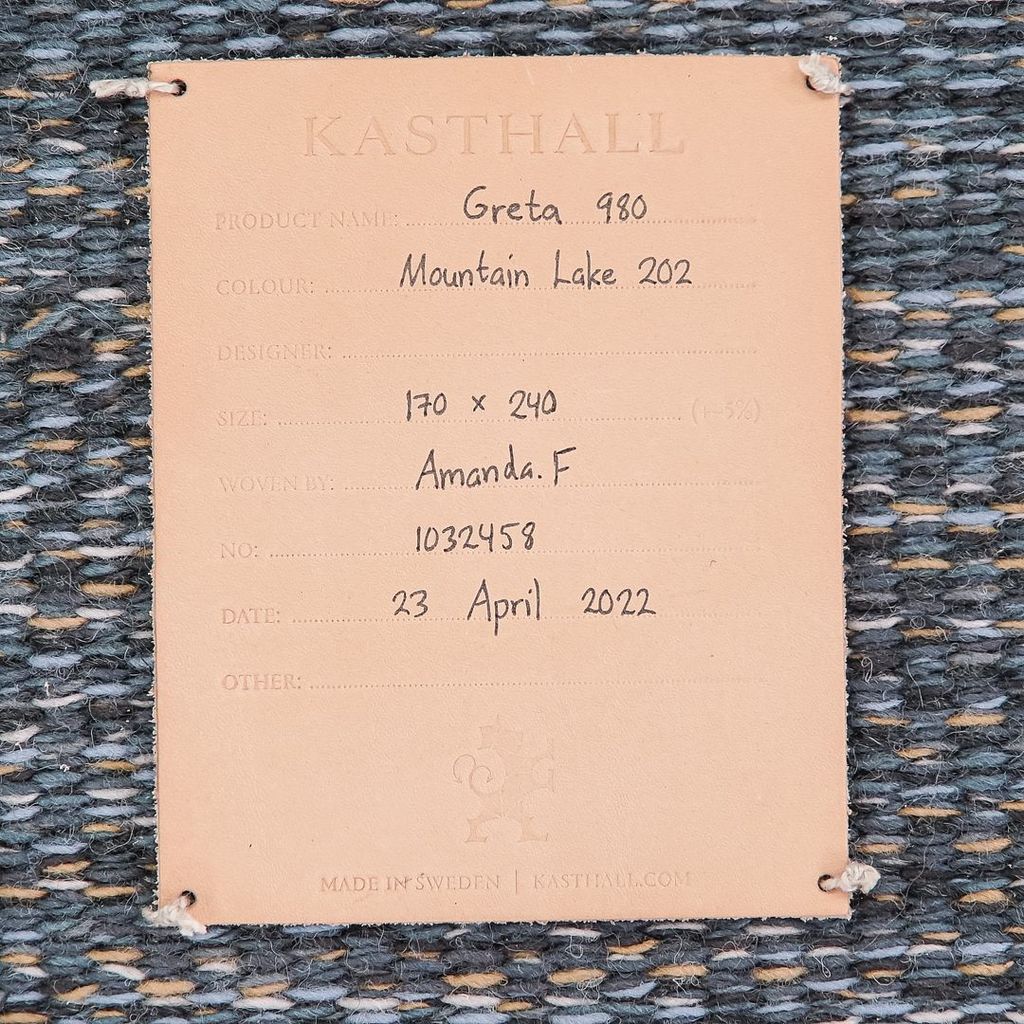 KASTHALL
PRODUCT NAME: Greta 980
COLOUR: Mountain Lake 202
DESIGNER:
SIZE: 170 x 240 (+-5%)
WOVEN BY: Amanda. F
NO: 1032458
DATE: 23 April 2022
OTHER:
MADE IN SWEDEN | KASTHALL.COM